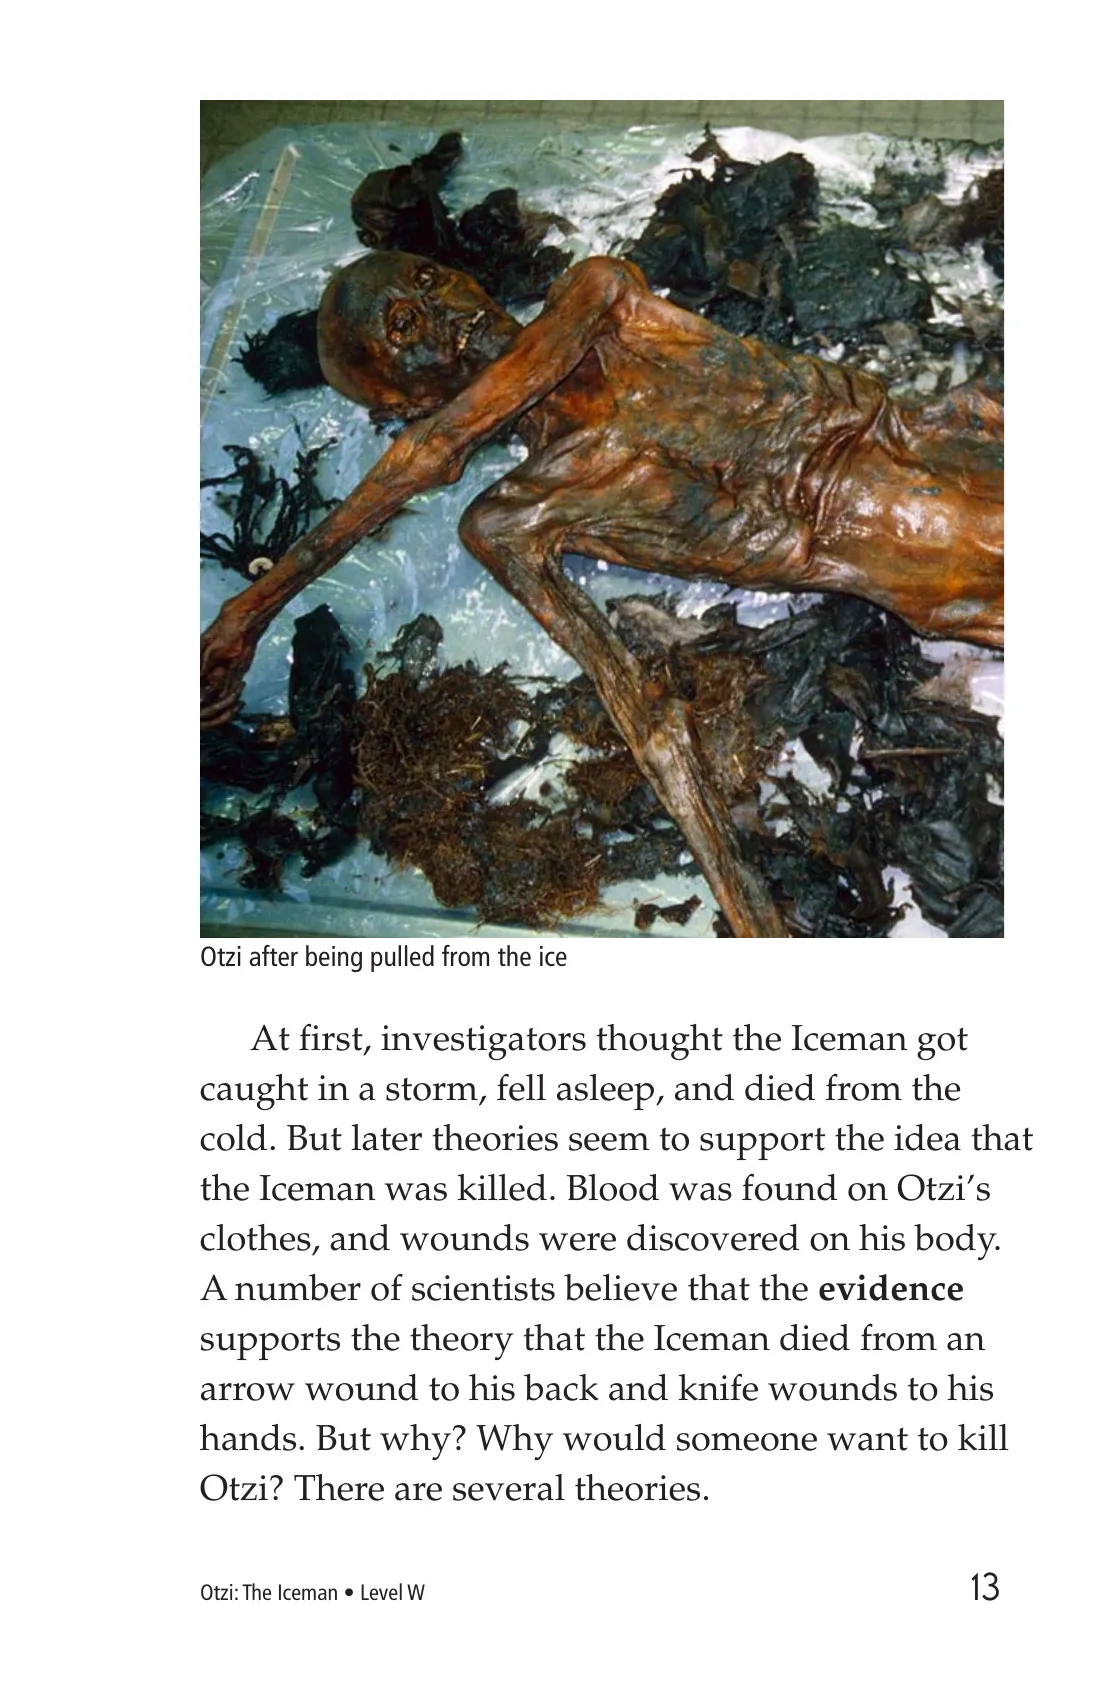 Otzi after being pulled from the ice
At first, investigators thought the Iceman got
caught in a storm, fell asleep, and died from the
cold. But later theories seem to support the idea that
the Iceman was killed. Blood was found on Otzi’s
clothes, and wounds were discovered on his body.
A number of scientists believe that the evidence
supports the theory that the Iceman died from an
arrow wound to his back and knife wounds to his
hands. But why? Why would someone want to kill
Otzi? There are several theories.
Otzi: The Iceman • Level W
13